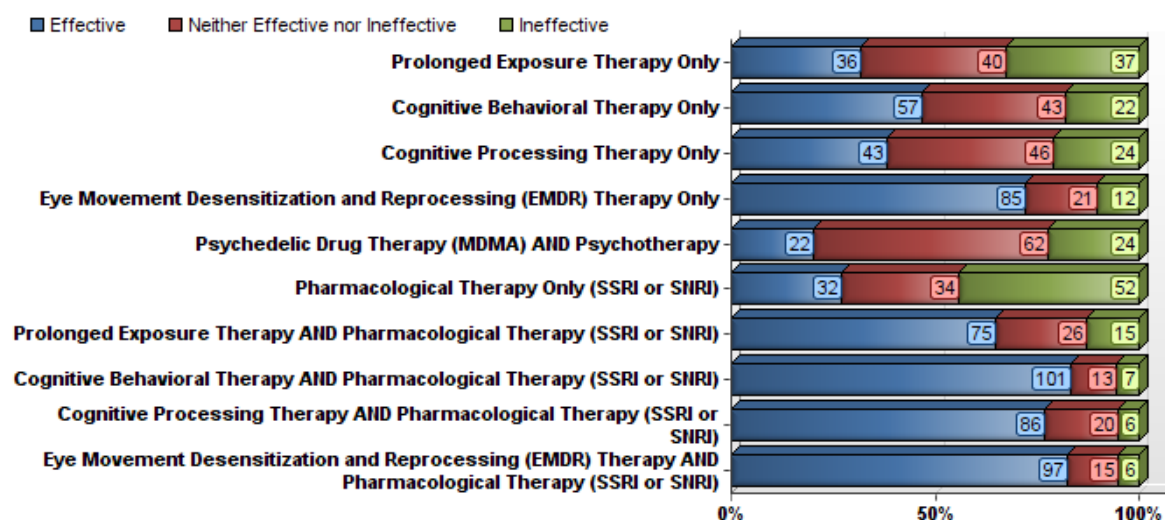 Effective Neither Effective nor Ineffective Ineffective
Prolonged Exposure Therapy Only 36 40 37
Cognitive Behavioral Therapy Only 57 43 22
Cognitive Processing Therapy Only 43 46 24
Eye Movement Desensitization and Reprocessing (EMDR) Therapy Only 85 21 12
Psychedelic Drug Therapy (MDMA) AND Psychotherapy 22 62 24
Pharmacological Therapy Only (SSRI or SNRI) 32 34 52
Prolonged Exposure Therapy AND Pharmacological Therapy (SSRI or SNRI) 75 26 15
Cognitive Behavioral Therapy AND Pharmacological Therapy (SSRI or SNRI) 101 13 7
Cognitive Processing Therapy AND Pharmacological Therapy (SSRI or
SNRI) 86 20 6
Eye Movement Desensitization and Reprocessing (EMDR) Therapy AND
Pharmacological Therapy (SSRI or SNRI) 97 15 6
0% 50% 100%